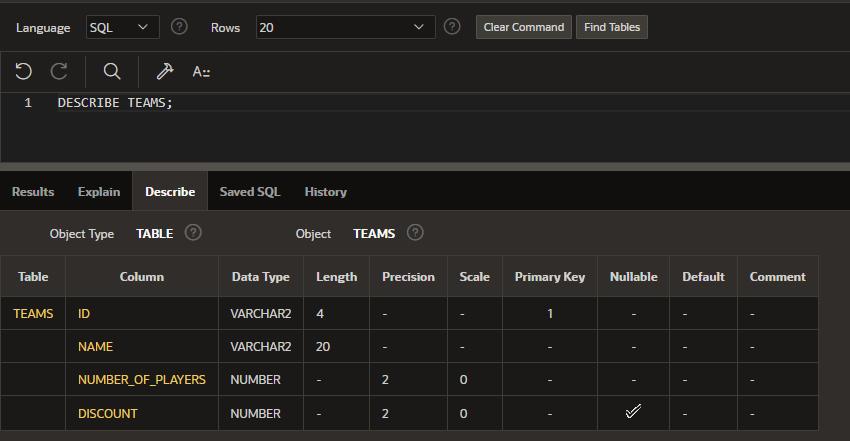 Language SQL ? Rows 20 ? Clear Command Find Tables
A::
1 DESCRIBE TEAMS;
Results Explain Describe Saved SQL History
Object Type TABLE ? Object TEAMS ?
Table Column Data Type Length Precision Scale Primary Key Nullable Default Comment
TEAMS ID VARCHAR2 4 - - 1 - - -
NAME VARCHAR2 20 - - - - - -
NUMBER_OF_PLAYERS NUMBER - 2 0 - - - -
DISCOUNT NUMBER - 2 0 - ✓ - -